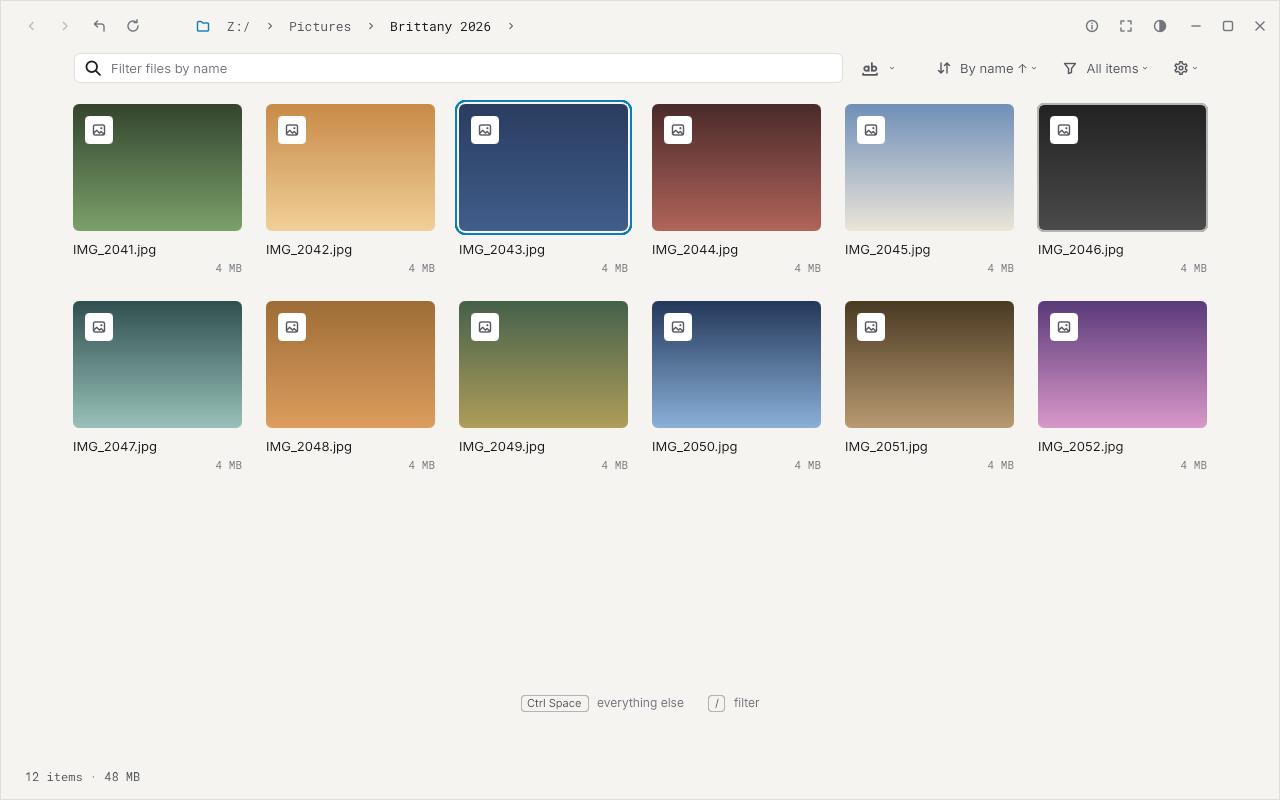 Z:/ Pictures Brittany 2026
Filter files by name
ab
By name ↑
All items
IMG_2041.jpg
4 MB
IMG_2042.jpg
4 MB
IMG_2043.jpg
4 MB
IMG_2044.jpg
4 MB
IMG_2045.jpg
4 MB
IMG_2046.jpg
4 MB
IMG_2047.jpg
4 MB
IMG_2048.jpg
4 MB
IMG_2049.jpg
4 MB
IMG_2050.jpg
4 MB
IMG_2051.jpg
4 MB
IMG_2052.jpg
4 MB
Ctrl Space everything else / filter
12 items · 48 MB